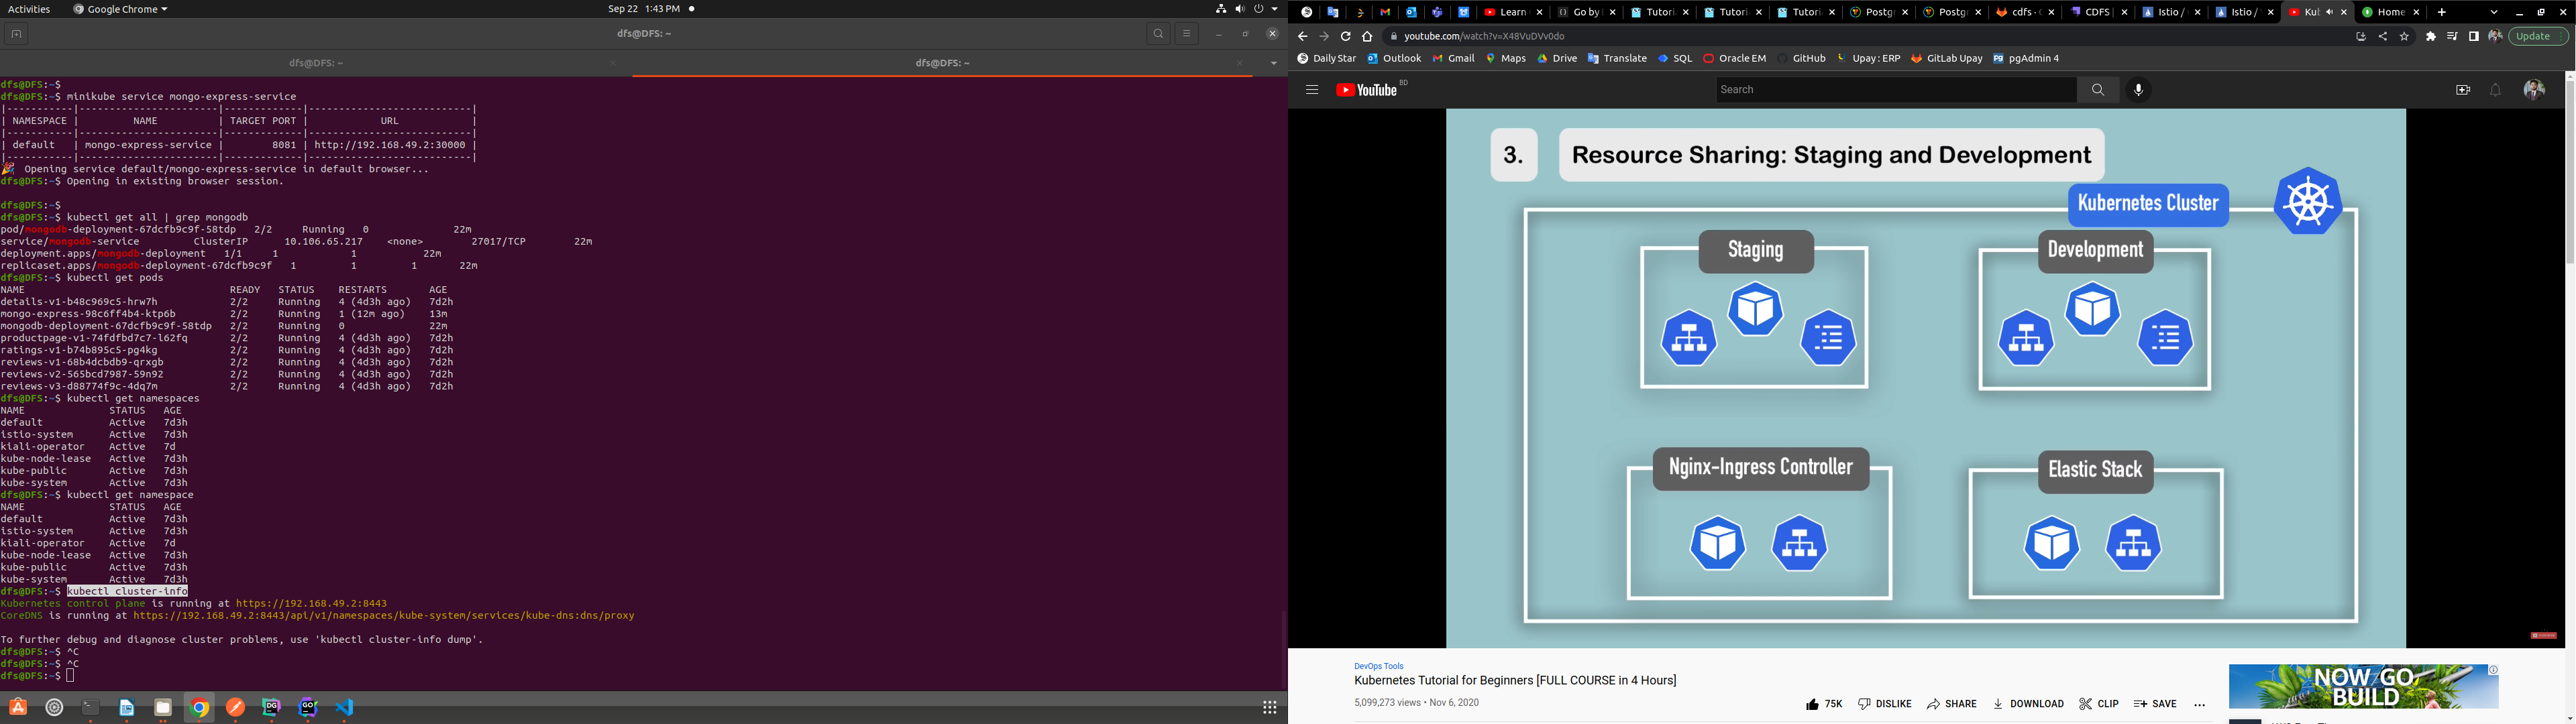 Activities Google Chrome Sep 22 1:43 PM
dfs@DFS: ~
dfs@DFS: ~ dfs@DFS: ~
dfs@DFS:~$
dfs@DFS:~$ minikube service mongo-express-service
|-----------|-----------------------|-------------|---------------------------|
| NAMESPACE | NAME | TARGET PORT | URL |
|-----------|-----------------------|-------------|---------------------------|
| default | mongo-express-service | 8081 | http://192.168.49.2:30000 |
|-----------|-----------------------|-------------|---------------------------|
🎉 Opening service default/mongo-express-service in default browser...
dfs@DFS:~$ Opening in existing browser session.
dfs@DFS:~$
dfs@DFS:~$ kubectl get all | grep mongodb
pod/mongodb-deployment-67dcfb9c9f-58tdp 2/2 Running 0 22m
service/mongodb-service ClusterIP 10.106.65.217 <none> 27017/TCP 22m
deployment.apps/mongodb-deployment 1/1 1 1 22m
replicaset.apps/mongodb-deployment-67dcfb9c9f 1 1 1 22m
dfs@DFS:~$ kubectl get pods
NAME READY STATUS RESTARTS AGE
details-v1-b48c969c5-hrw7h 2/2 Running 4 (4d3h ago) 7d2h
mongo-express-98c6ff4b4-ktp6b 2/2 Running 1 (12m ago) 13m
mongodb-deployment-67dcfb9c9f-58tdp 2/2 Running 0 22m
productpage-v1-74fdfbd7c7-l62fq 2/2 Running 4 (4d3h ago) 7d2h
ratings-v1-b74b895c5-pg4kg 2/2 Running 4 (4d3h ago) 7d2h
reviews-v1-68b4dcbdb9-qrxgb 2/2 Running 4 (4d3h ago) 7d2h
reviews-v2-565bcd7987-59n92 2/2 Running 4 (4d3h ago) 7d2h
reviews-v3-d88774f9c-4dq7m 2/2 Running 4 (4d3h ago) 7d2h
dfs@DFS:~$ kubectl get namespaces
NAME STATUS AGE
default Active 7d3h
istio-system Active 7d3h
kiali-operator Active 7d
kube-node-lease Active 7d3h
kube-public Active 7d3h
kube-system Active 7d3h
dfs@DFS:~$ kubectl get namespace
NAME STATUS AGE
default Active 7d3h
istio-system Active 7d3h
kiali-operator Active 7d
kube-node-lease Active 7d3h
kube-public Active 7d3h
kube-system Active 7d3h
dfs@DFS:~$ kubectl cluster-info
Kubernetes control plane is running at https://192.168.49.2:8443
CoreDNS is running at https://192.168.49.2:8443/api/v1/namespaces/kube-system/services/kube-dns:dns/proxy
To further debug and diagnose cluster problems, use 'kubectl cluster-info dump'.
dfs@DFS:~$ ^C
dfs@DFS:~$ ^C
dfs@DFS:~$
Learn Go by Tutoria Tutoria Tutoria Postgr Postgr cdfs · CDFS Istio / Istio / Kub Home
youtube.com/watch?v=X48VuDVv0do Update
Daily Star Outlook Gmail Maps Drive Translate SQL Oracle EM GitHub Upay : ERP GitLab Upay pgAdmin 4
YouTube BD Search
3. Resource Sharing: Staging and Development
Kubernetes Cluster
Staging Development
Nginx-Ingress Controller Elastic Stack
DevOps Tools
Kubernetes Tutorial for Beginners [FULL COURSE in 4 Hours]
5,099,273 views • Nov 6, 2020
75K DISLIKE SHARE DOWNLOAD CLIP SAVE
NOW GO
BUILD